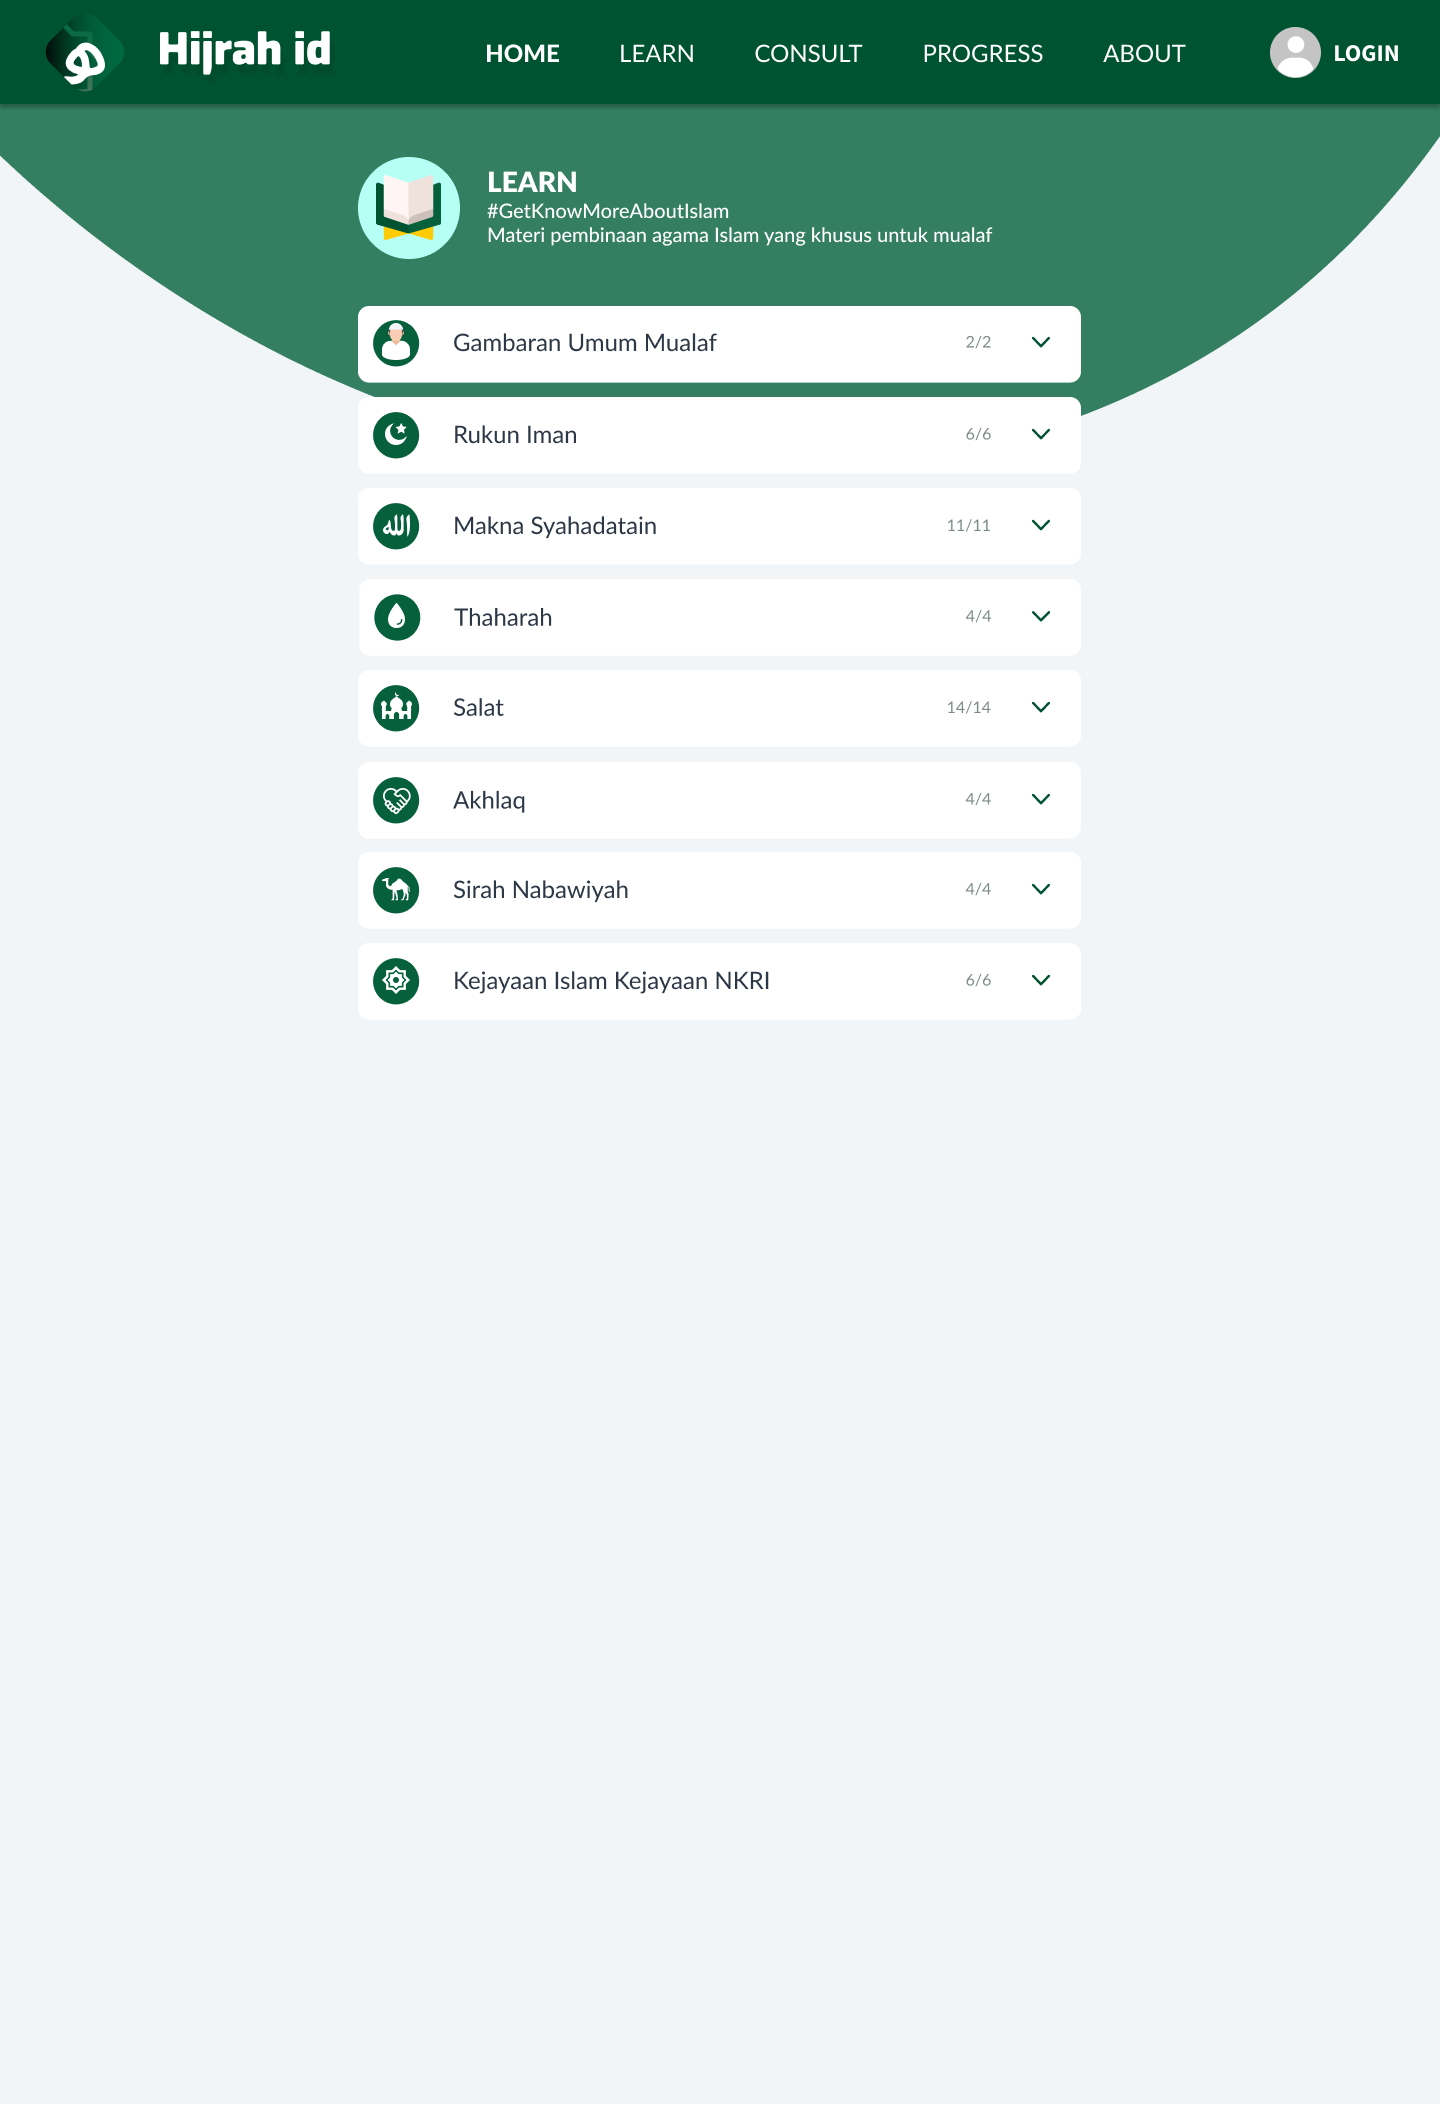 هو
Hijrah id
HOME
LEARN
CONSULT
PROGRESS
ABOUT
LOGIN
LEARN
#GetKnowMoreAboutIslam
Materi pembinaan agama Islam yang khusus untuk mualaf
Gambaran Umum Mualaf 2/2
Rukun Iman 6/6
الله
Makna Syahadatain 11/11
Thaharah 4/4
Salat 14/14
Akhlaq 4/4
Sirah Nabawiyah 4/4
Kejayaan Islam Kejayaan NKRI 6/6